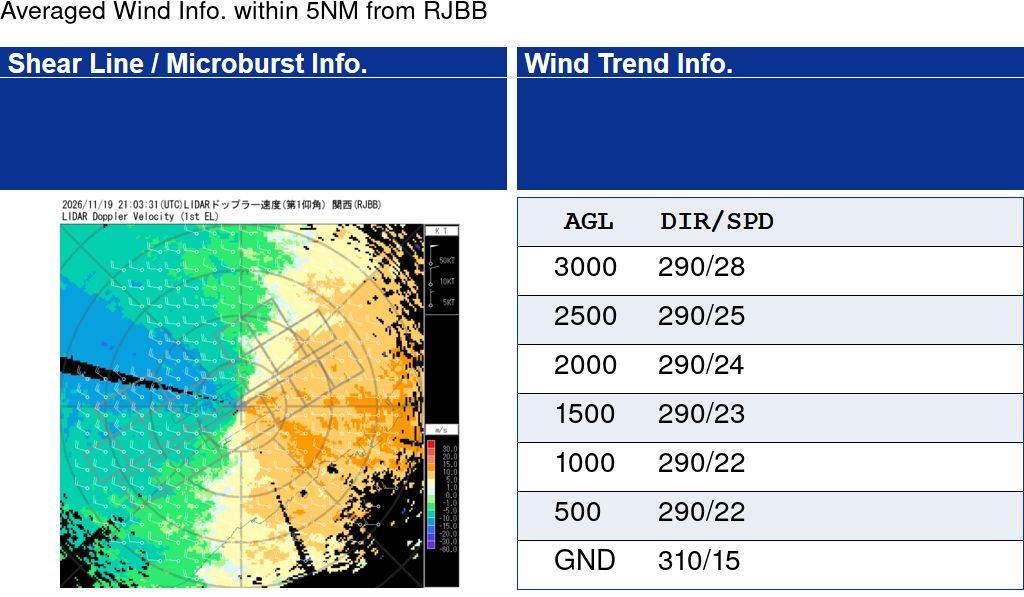 Averaged Wind Info. within 5NM from RJBB
Shear Line / Microburst Info.
Wind Trend Info.
2026/11/19 21:03:31(UTC)LIDARドップラー速度(第1仰角) 関西(RJBB)
LIDAR Doppler Velocity (1st EL)
K T
50KT
10KT
5KT
m/s
30.0
20.0
15.0
10.0
5.0
1.0
0.0
-1.0
-5.0
-10.0
-15.0
-20.0
-30.0
-60.0
AGL DIR/SPD
3000 290/28
2500 290/25
2000 290/24
1500 290/23
1000 290/22
500 290/22
GND 310/15